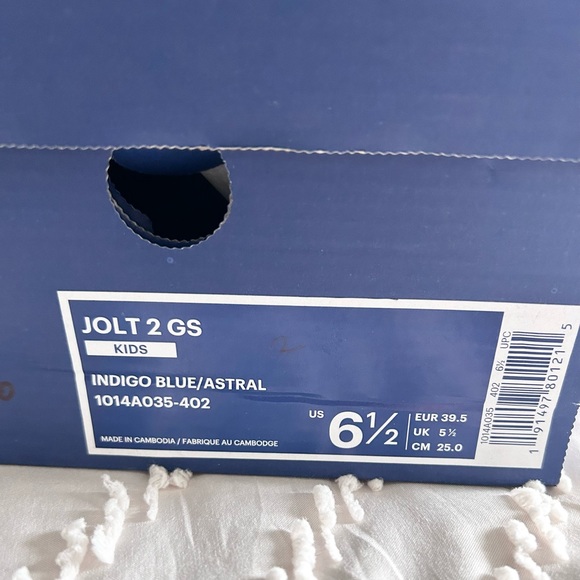 JOLT 2 GS
KIDS
INDIGO BLUE/ASTRAL
1014A035-402
MADE IN CAMBODIA / FABRIQUE AU CAMBODGE
US 6½
EUR 39.5
UK 5½
CM 25.0
1014A035 402 6½ UPC
1 91497 80121 5